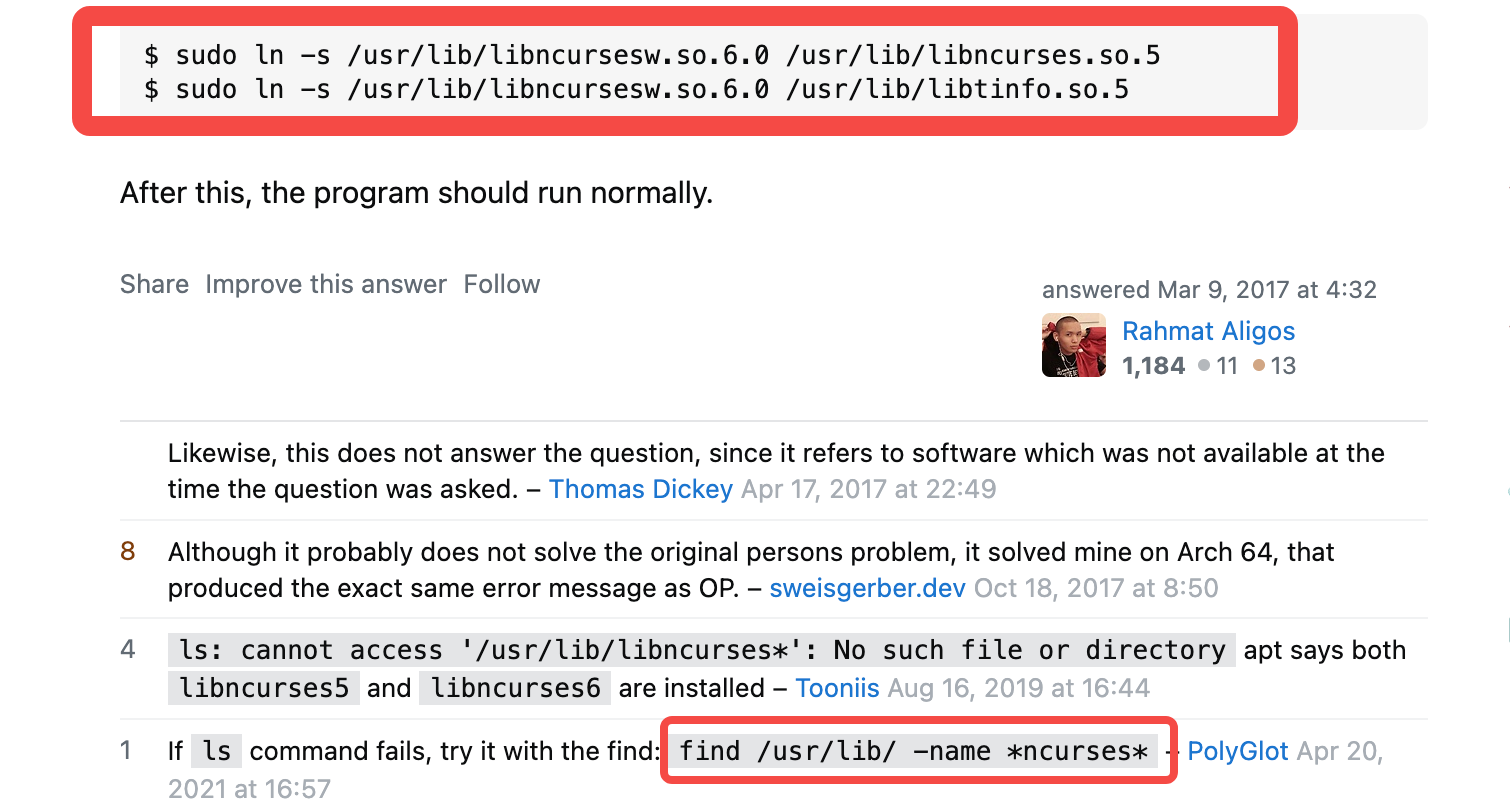 $ sudo ln -s /usr/lib/libncursesw.so.6.0 /usr/lib/libncurses.so.5
$ sudo ln -s /usr/lib/libncursesw.so.6.0 /usr/lib/libtinfo.so.5
After this, the program should run normally.
Share Improve this answer Follow
answered Mar 9, 2017 at 4:32
Rahmat Aligos
1,184 11 13
Likewise, this does not answer the question, since it refers to software which was not available at the
time the question was asked. – Thomas Dickey Apr 17, 2017 at 22:49
8 Although it probably does not solve the original persons problem, it solved mine on Arch 64, that
produced the exact same error message as OP. – sweisgerber.dev Oct 18, 2017 at 8:50
4 ls: cannot access '/usr/lib/libncurses*': No such file or directory apt says both
libncurses5 and libncurses6 are installed – Tooniis Aug 16, 2019 at 16:44
1 If ls command fails, try it with the find: find /usr/lib/ -name *ncurses* – PolyGlot Apr 20,
2021 at 16:57